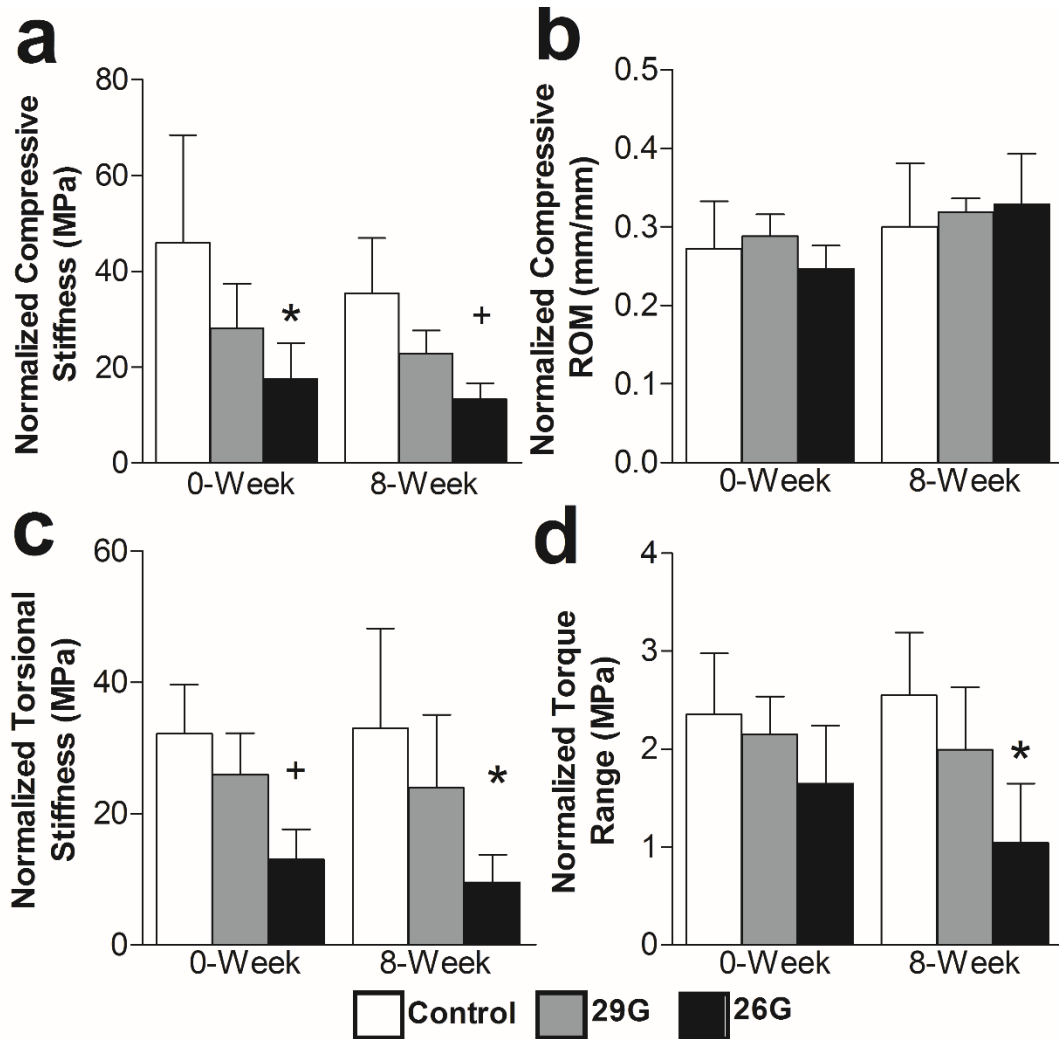 a
Normalized Compressive
Stiffness (MPa)
80
60
40
20
0
*
+
0-Week
8-Week
b
Normalized Compressive
ROM (mm/mm)
0.5
0.4
0.3
0.2
0.1
0.0
0-Week
8-Week
c
Normalized Torsional
Stiffness (MPa)
60
40
20
0
+
*
0-Week
8-Week
d
Normalized Torque
Range (MPa)
4
3
2
1
0
*
0-Week
8-Week
Control
29G
26G